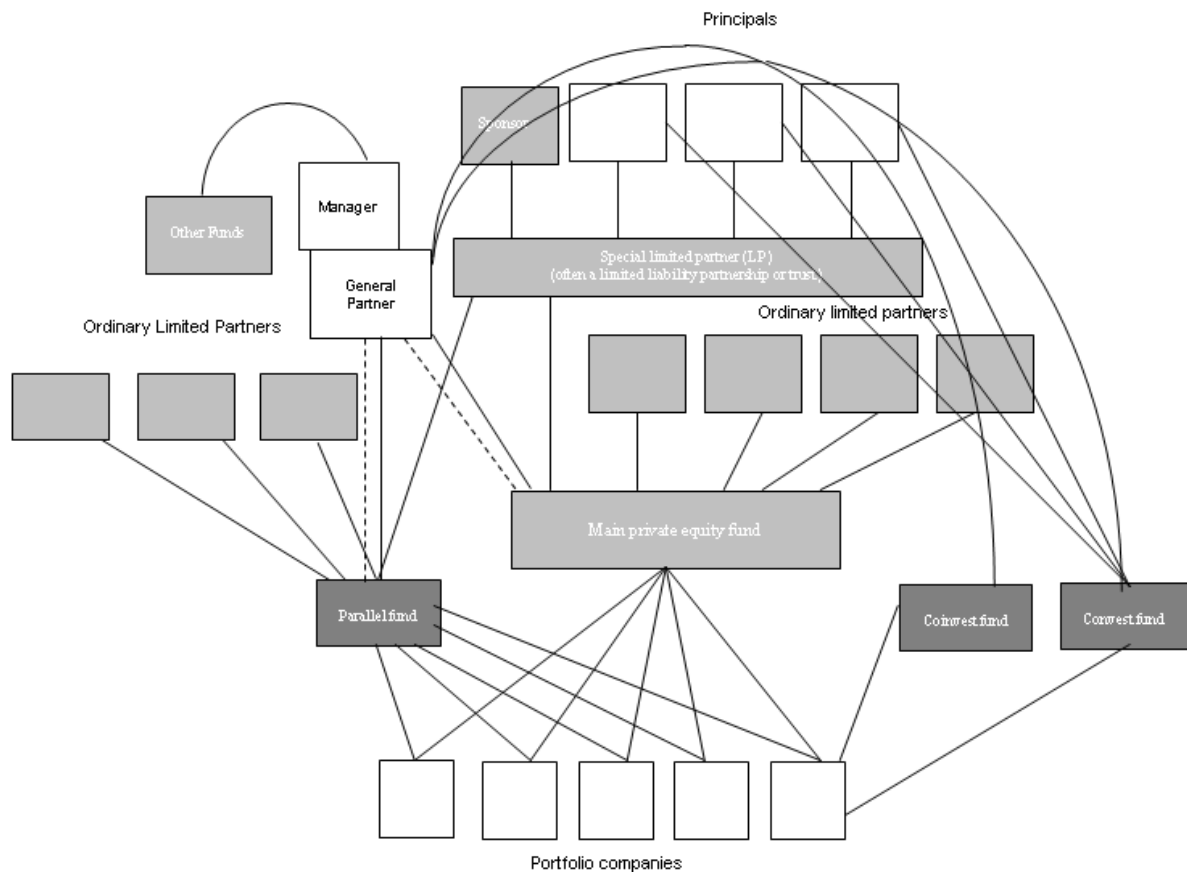 Principals
Sponsor
Manager
Other Funds
Special limited partner (LP)
(often a limited liability partnership or trust)
General
Partner
Ordinary Limited Partners
Ordinary limited partners
Main private equity fund
Parallel fund
Coinvest fund
Convest fund
Portfolio companies